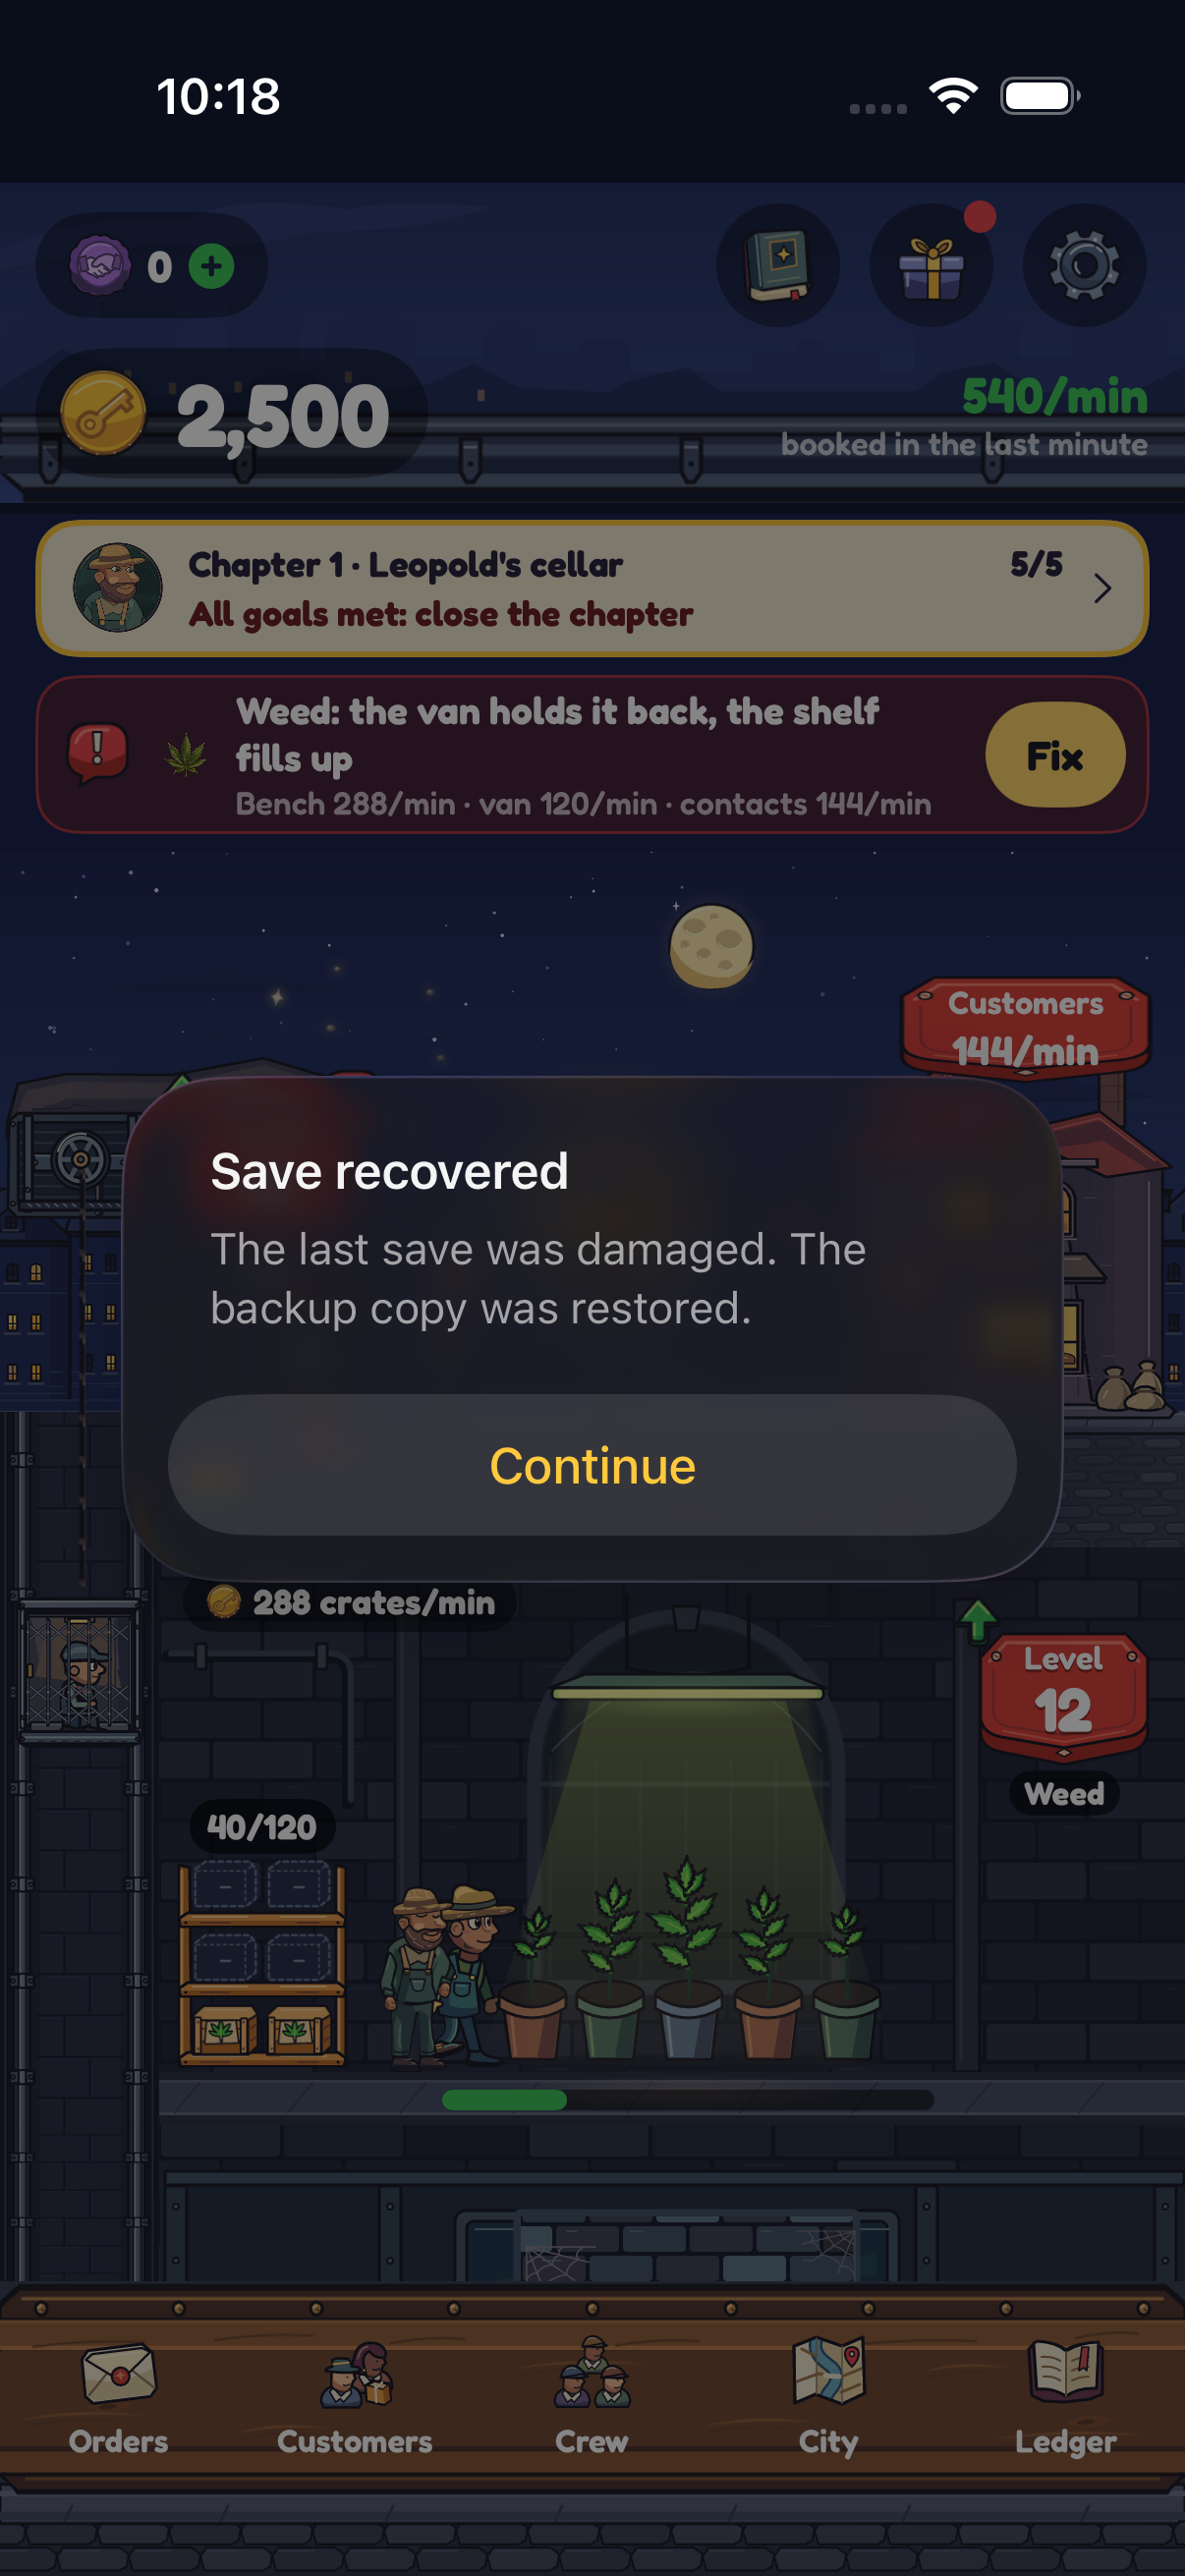 10:18
0
2,500
540/min
booked in the last minute
Chapter 1 · Leopold's cellar
5/5
All goals met: close the chapter
Weed: the van holds it back, the shelf
fills up
Bench 288/min · van 120/min · contacts 144/min
Fix
Customers
144/min
Save recovered
The last save was damaged. The
backup copy was restored.
Continue
288 crates/min
Level
12
Weed
40/120
Orders
Customers
Crew
City
Ledger